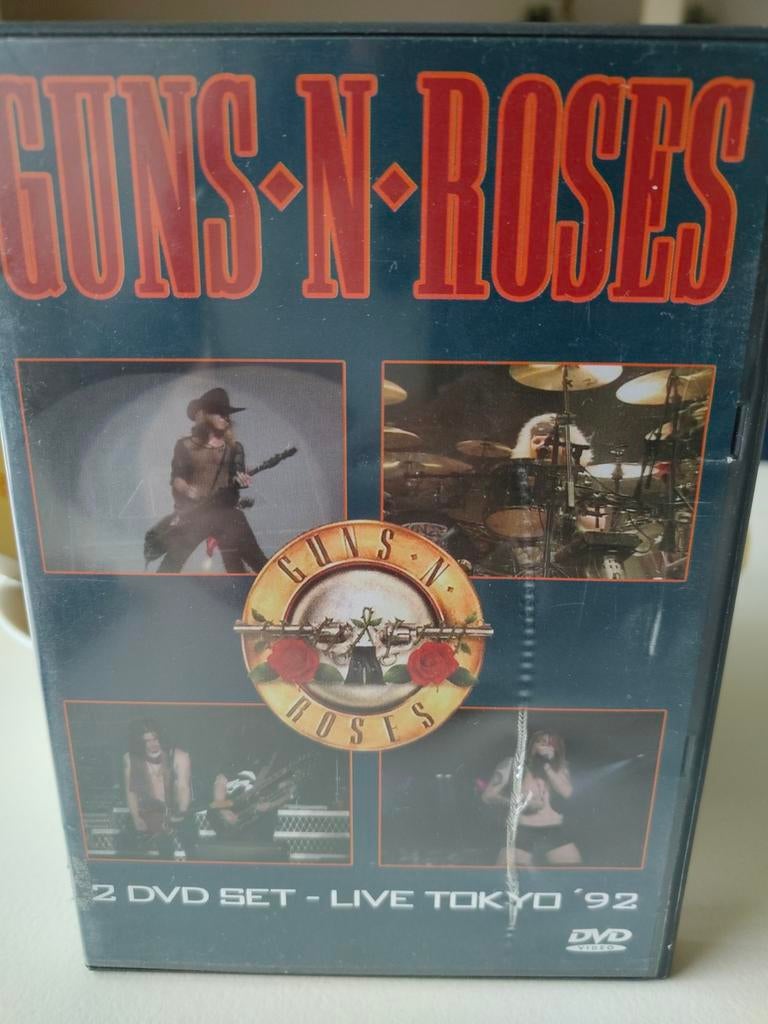 GUNS•N•ROSES
GUNS•N•
ROSES
2 DVD SET - LIVE TOKYO ´92
DVD
VIDEO